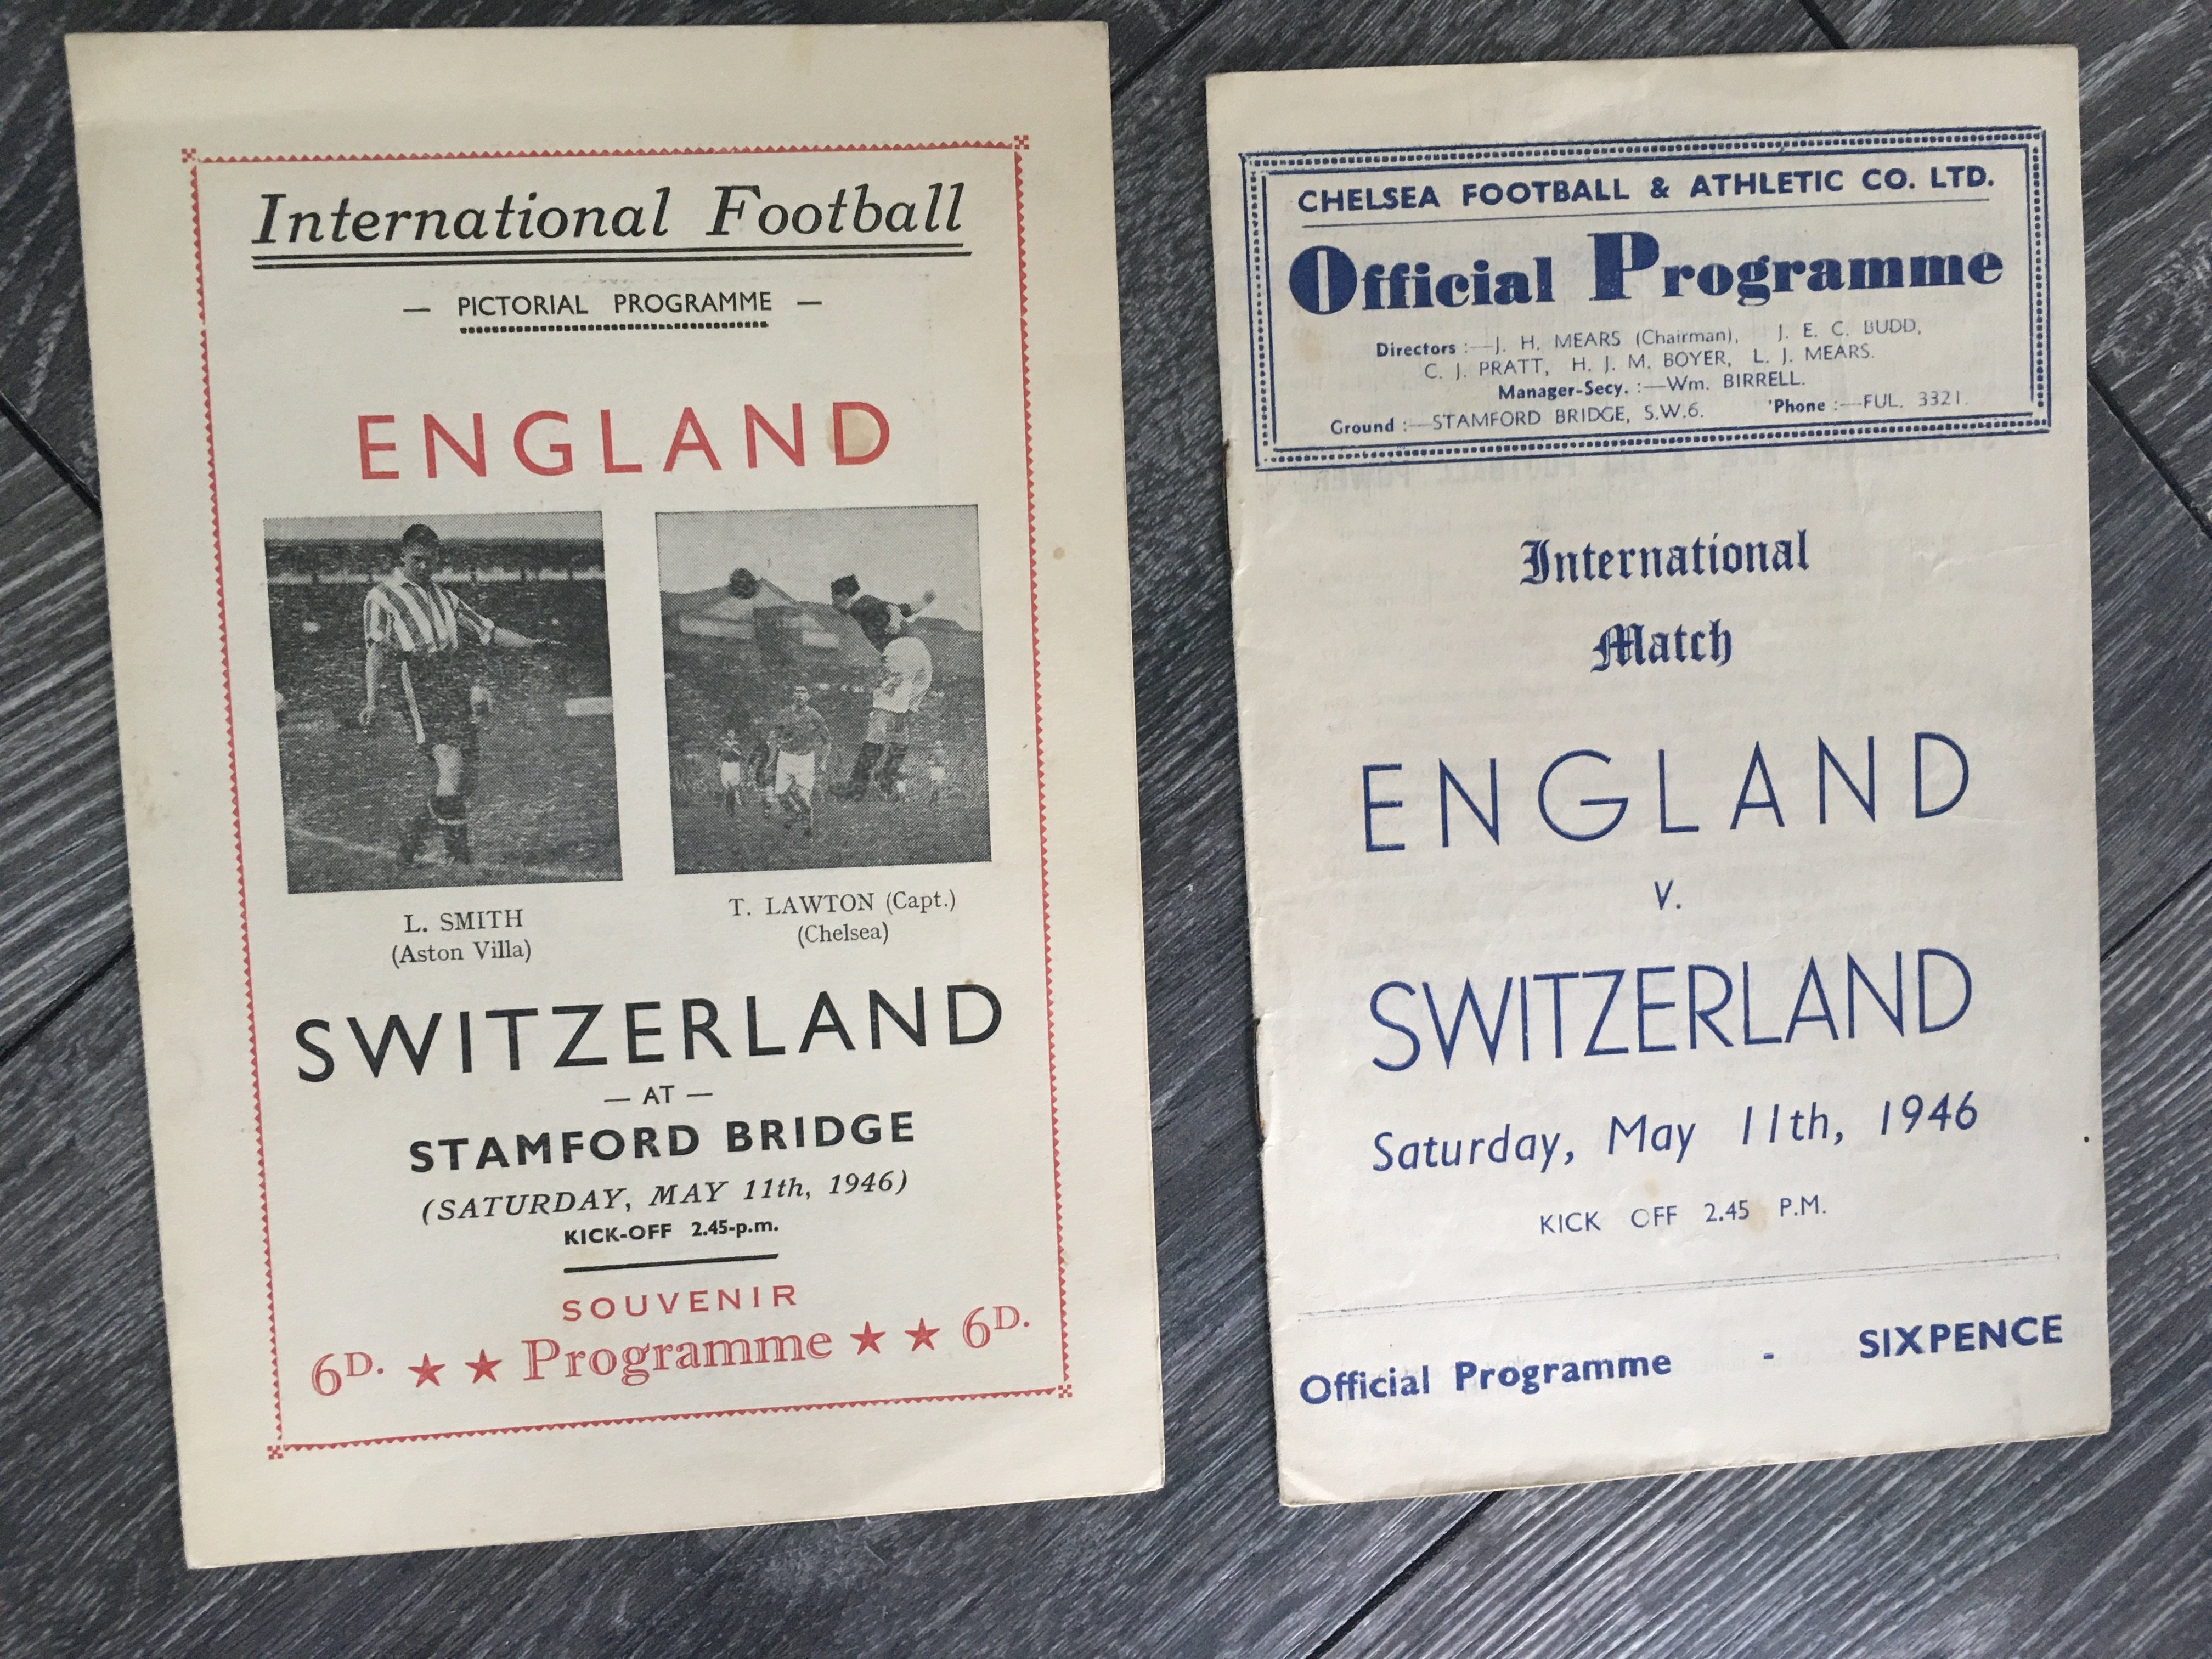 International Football
— PICTORIAL PROGRAMME —
ENGLAND
L. SMITH
(Aston Villa)
T. LAWTON (Capt.)
(Chelsea)
SWITZERLAND
— AT —
STAMFORD BRIDGE
(SATURDAY, MAY 11th, 1946)
KICK-OFF 2.45-p.m.
SOUVENIR
6D. ★ ★ Programme ★ ★ 6D.
CHELSEA FOOTBALL & ATHLETIC CO. LTD.
Official Programme
Directors :—J. H. MEARS (Chairman), J. E. C. BUDD,
C. J. PRATT, H. J. M. BOYER, L. J. MEARS.
Manager-Secy. :—Wm. BIRRELL.
Ground :—STAMFORD BRIDGE, S.W.6. 'Phone :—FUL. 3321.
International
Match
ENGLAND
v.
SWITZERLAND
Saturday, May 11th, 1946
KICK OFF 2.45 P.M.
Official Programme - SIXPENCE